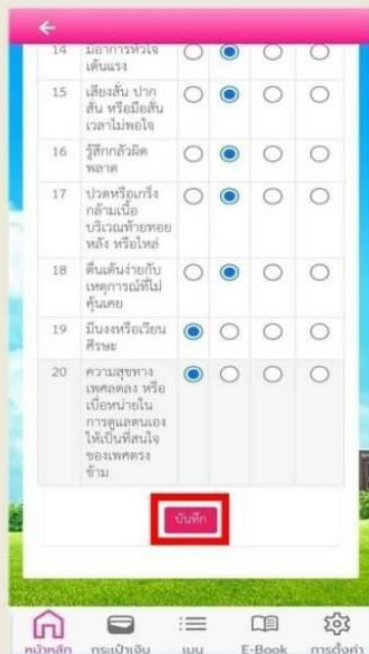 14 มีอาการหัวใจ
เต้นแรง
15 เสียงสั่น ปาก
สั่น หรือมือสั่น
เวลาไม่พอใจ
16 รู้สึกกลัวผิด
พลาด
17 ปวดหรือเกร็ง
กล้ามเนื้อ
บริเวณท้ายทอย
หลัง หรือไหล่
18 ตื่นเต้นง่ายกับ
เหตุการณ์ที่ไม่
คุ้นเคย
19 มึนงงหรือเวียน
ศีรษะ
20 ความสุขทาง
เพศลดลง หรือ
เบื่อหน่ายใน
การดูแลตนเอง
ให้เป็นที่สนใจ
ของเพศตรง
ข้าม
บันทึก
หน้าหลัก กระเป๋าเงิน เมนู E-Book การตั้งค่า